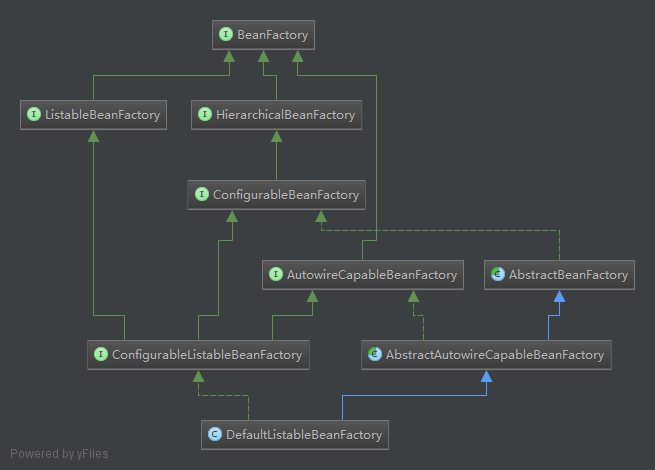 I BeanFactory
I ListableBeanFactory
I HierarchicalBeanFactory
I ConfigurableBeanFactory
I AutowireCapableBeanFactory
C AbstractBeanFactory
I ConfigurableListableBeanFactory
C AbstractAutowireCapableBeanFactory
C DefaultListableBeanFactory
Powered by yFiles